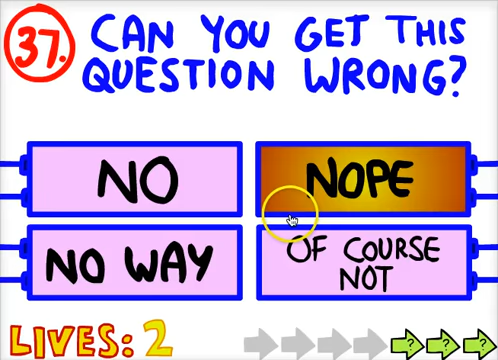 37. CAN YOU GET THIS
QUESTION WRONG?
NO
NOPE
NO WAY
OF COURSE
NOT
LIVES: 2
? ? ?